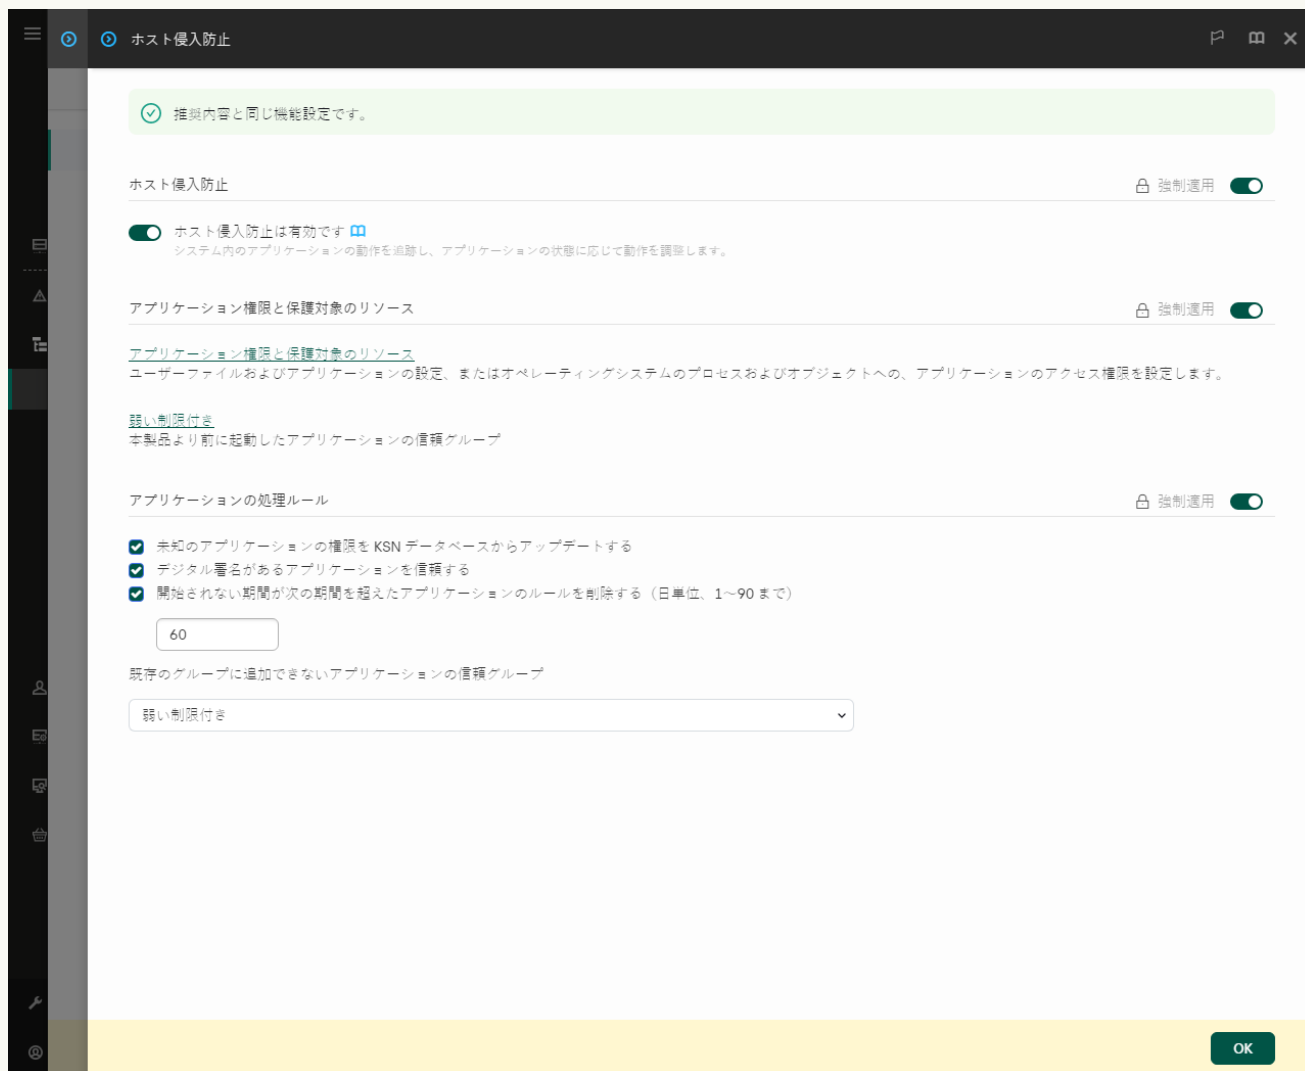 ホスト侵入防止
推奨内容と同じ機能設定です。
ホスト侵入防止
強制適用
ホスト侵入防止は有効です
システム内のアプリケーションの動作を追跡し、アプリケーションの状態に応じて動作を調整します。
アプリケーション権限と保護対象のリソース
強制適用
アプリケーション権限と保護対象のリソース
ユーザーファイルおよびアプリケーションの設定、またはオペレーティングシステムのプロセスおよびオブジェクトへの、アプリケーションのアクセス権限を設定します。
弱い制限付き
本製品より前に起動したアプリケーションの信頼グループ
アプリケーションの処理ルール
強制適用
未知のアプリケーションの権限を KSN データベースからアップデートする
デジタル署名があるアプリケーションを信頼する
開始されない期間が次の期間を超えたアプリケーションのルールを削除する（日単位、1～90 まで）
60
既存のグループに追加できないアプリケーションの信頼グループ
弱い制限付き
OK